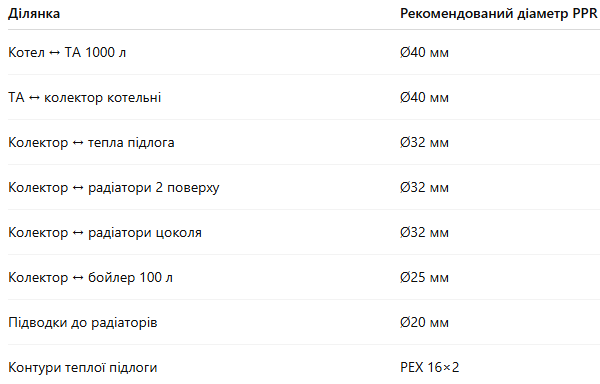 Ділянка Рекомендований діаметр PPR
Котел ↔ ТА 1000 л Ø40 мм
ТА ↔ колектор котельні Ø40 мм
Колектор ↔ тепла підлога Ø32 мм
Колектор ↔ радіатори 2 поверху Ø32 мм
Колектор ↔ радіатори цоколя Ø32 мм
Колектор ↔ бойлер 100 л Ø25 мм
Підводки до радіаторів Ø20 мм
Контури теплої підлоги PEX 16×2